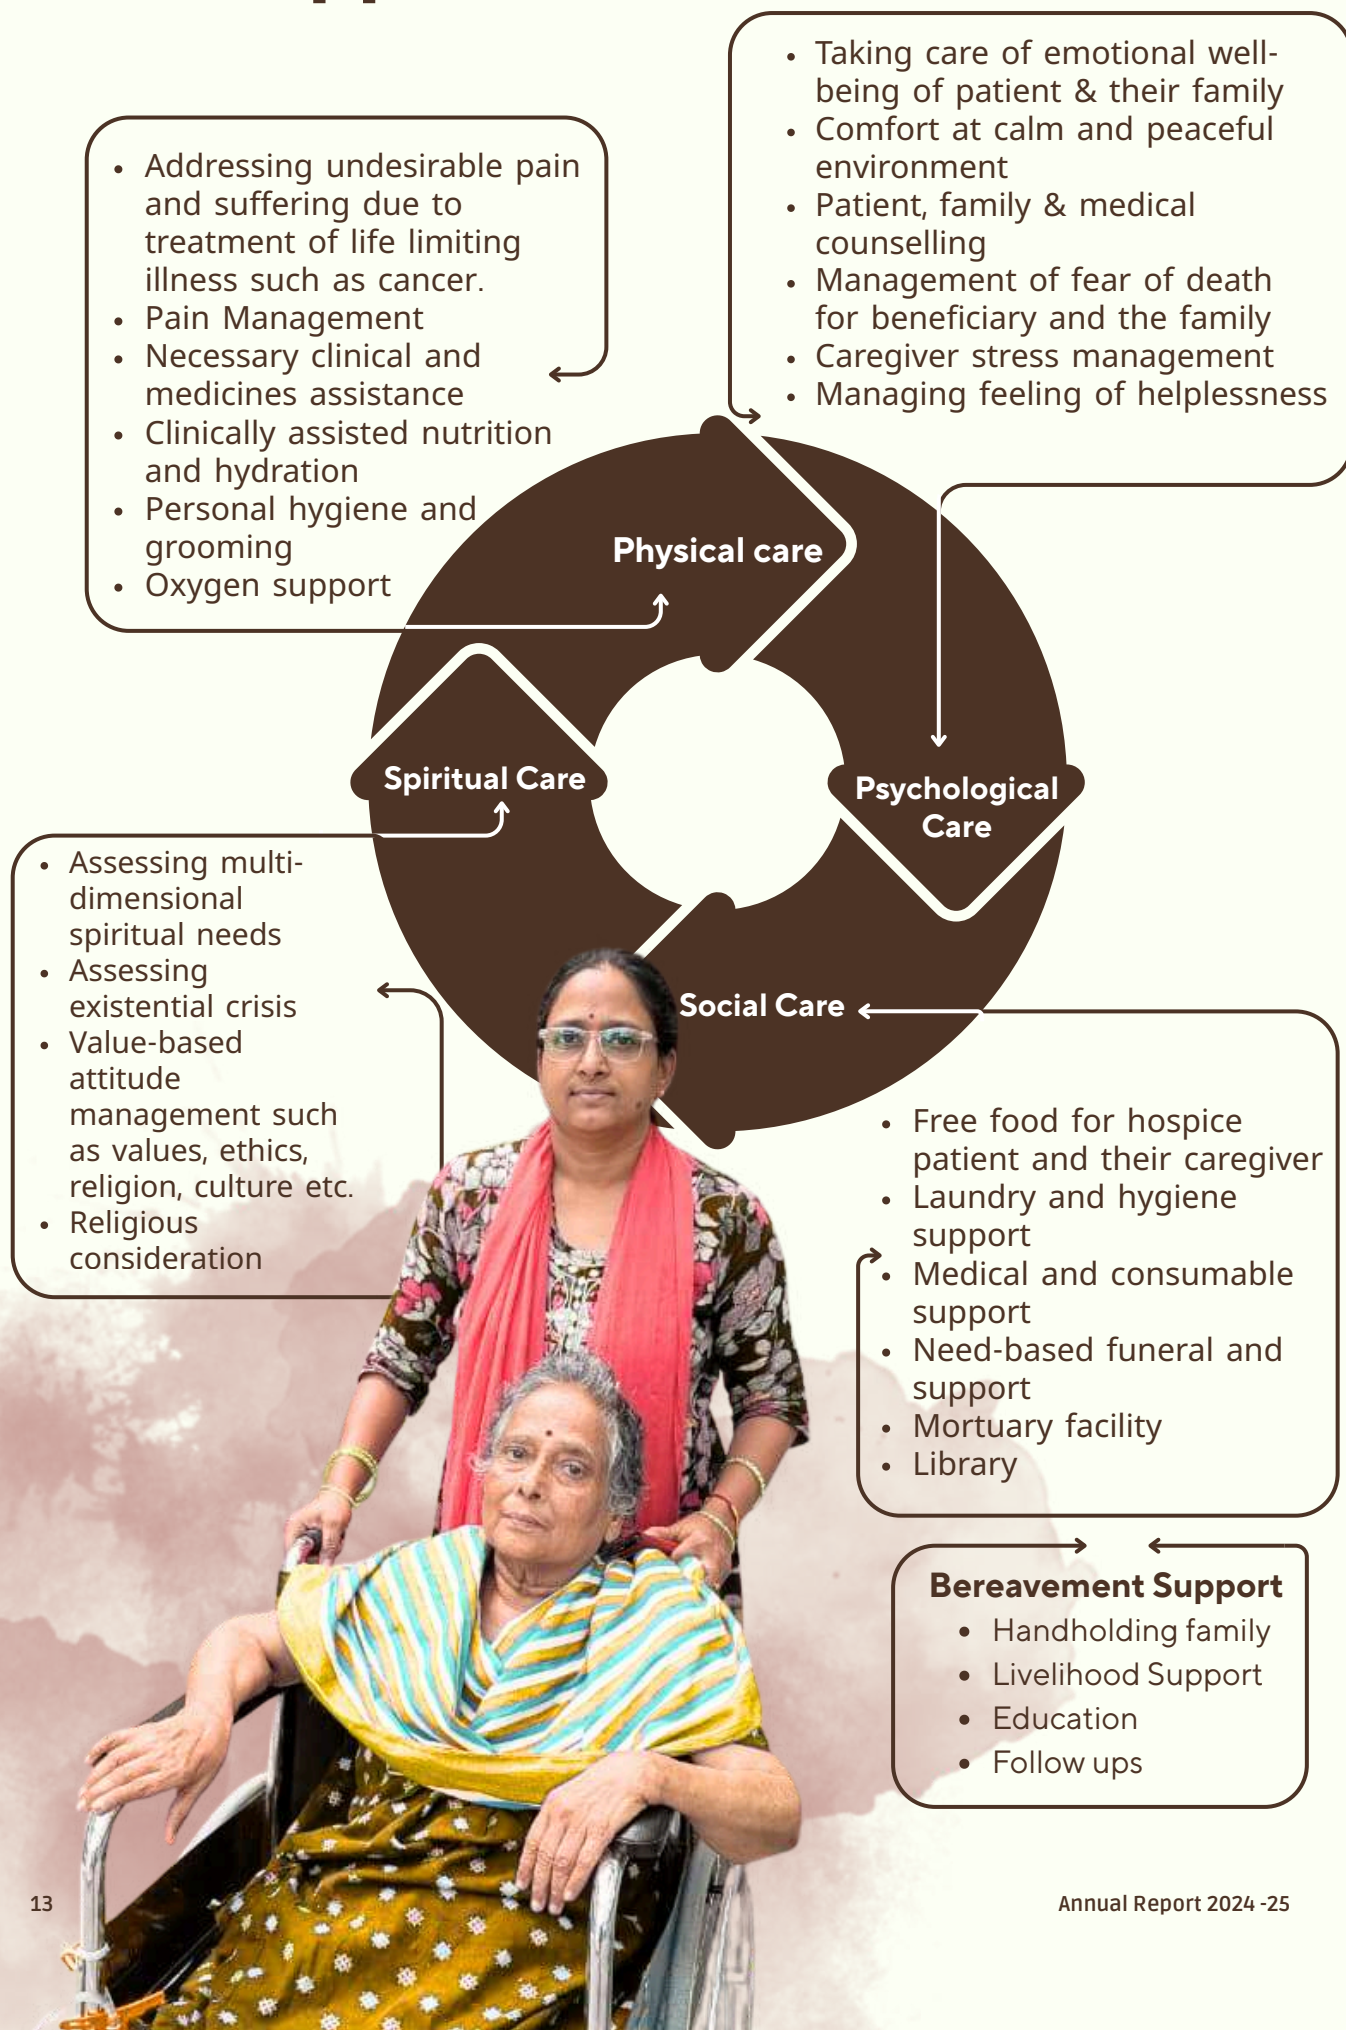 Addressing undesirable pain
and suffering due to
treatment of life limiting
illness such as cancer.
Pain Management
Necessary clinical and
medicines assistance
Clinically assisted nutrition
and hydration
Personal hygiene and
grooming
Oxygen support
Taking care of emotional well-
being of patient & their family
Comfort at calm and peaceful
environment
Patient, family & medical
counselling
Management of fear of death
for beneficiary and the family
Caregiver stress management
Managing feeling of helplessness
Physical care
Spiritual Care
Psychological
Care
Social Care
Assessing multi-
dimensional
spiritual needs
Assessing
existential crisis
Value-based
attitude
management such
as values, ethics,
religion, culture etc.
Religious
consideration
Free food for hospice
patient and their caregiver
Laundry and hygiene
support
Medical and consumable
support
Need-based funeral and
support
Mortuary facility
Library
Bereavement Support
Handholding family
Livelihood Support
Education
Follow ups
13
Annual Report 2024 -25